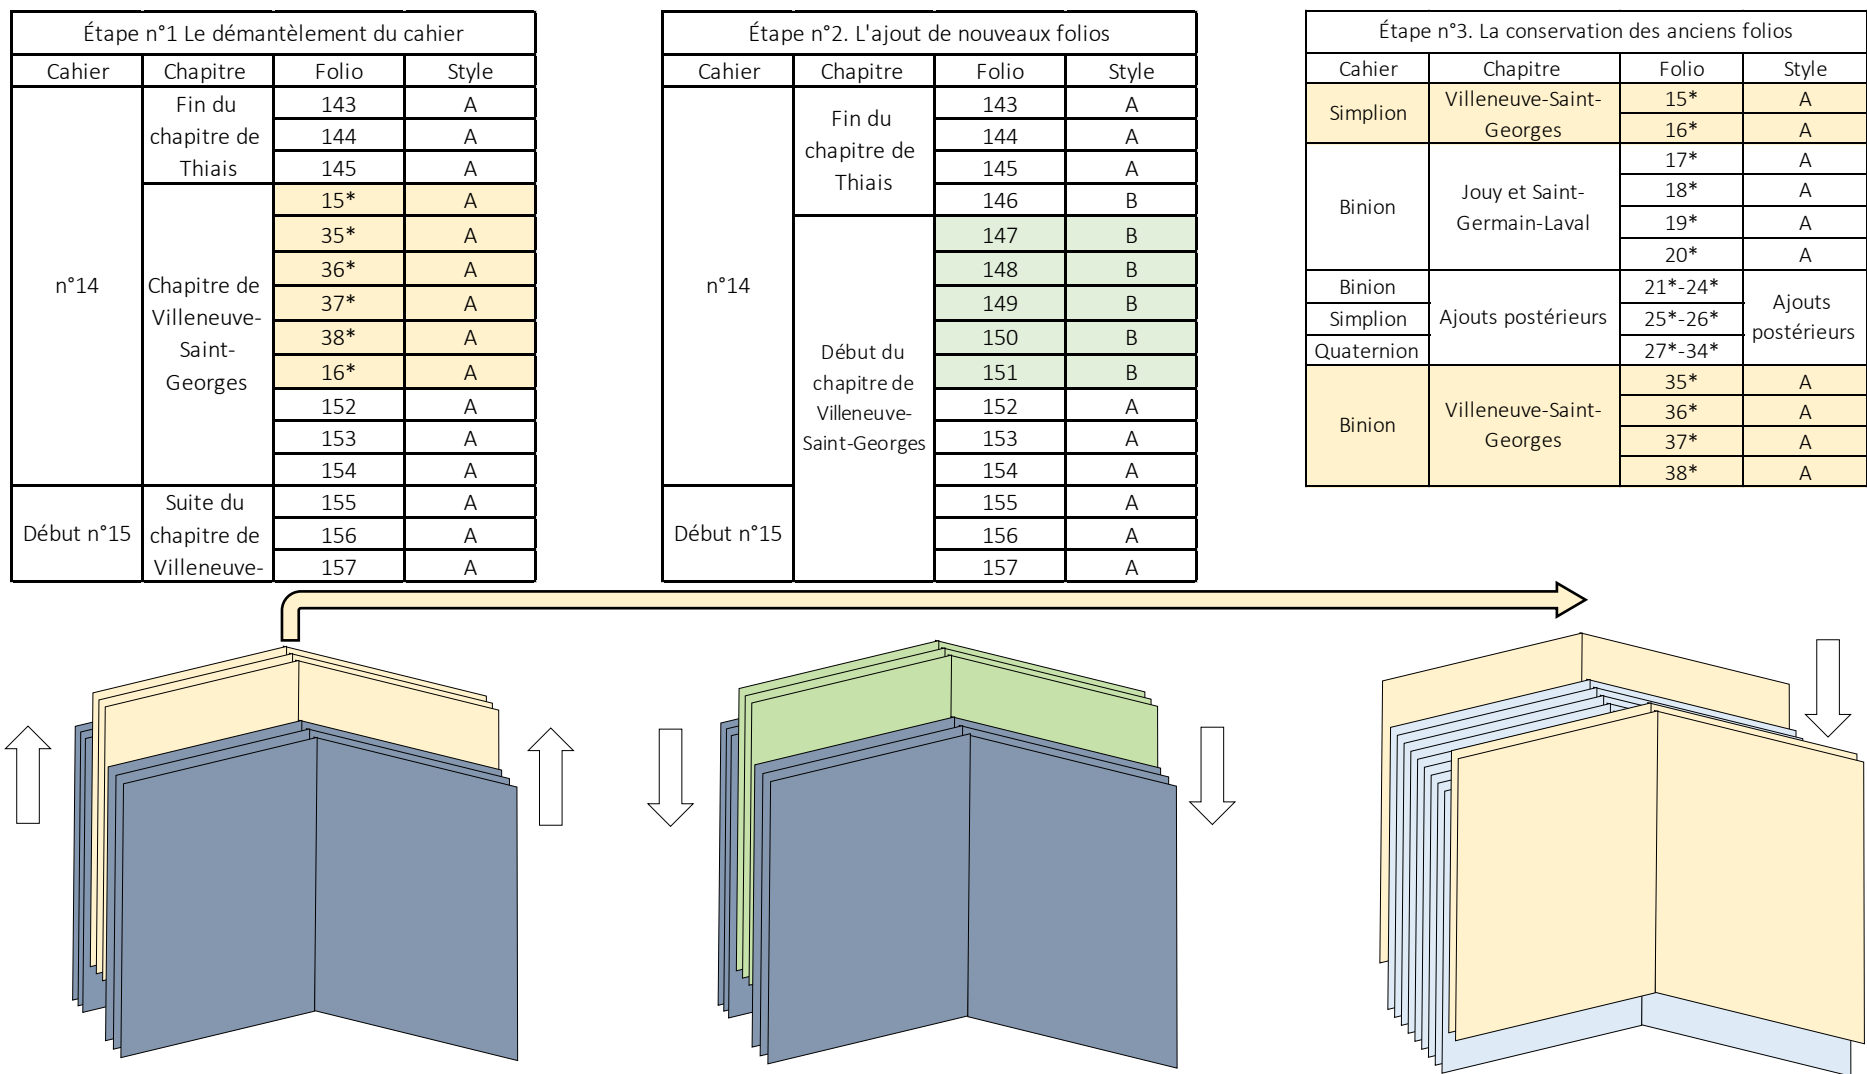 Étape n°1 Le démantèlement du cahier
Cahier Chapitre Folio Style
n°14
Fin du
chapitre de
Thiais
143 A
144 A
145 A
Chapitre de
Villeneuve-
Saint-
Georges
15* A
35* A
36* A
37* A
38* A
16* A
152 A
153 A
154 A
Début n°15
Suite du
chapitre de
Villeneuve-
155 A
156 A
157 A
Étape n°2. L'ajout de nouveaux folios
Cahier Chapitre Folio Style
n°14
Fin du
chapitre de
Thiais
143 A
144 A
145 A
146 B
Début du
chapitre de
Villeneuve-
Saint-Georges
147 B
148 B
149 B
150 B
151 B
152 A
153 A
154 A
Début n°15
155 A
156 A
157 A
Étape n°3. La conservation des anciens folios
Cahier Chapitre Folio Style
Simplion
Villeneuve-Saint-
Georges
15* A
16* A
Binion
Jouy et Saint-
Germain-Laval
17* A
18* A
19* A
20* A
Binion
Simplion
Quaternion
Ajouts postérieurs
21*-24*
25*-26*
27*-34*
Ajouts
postérieurs
Binion
Villeneuve-Saint-
Georges
35* A
36* A
37* A
38* A